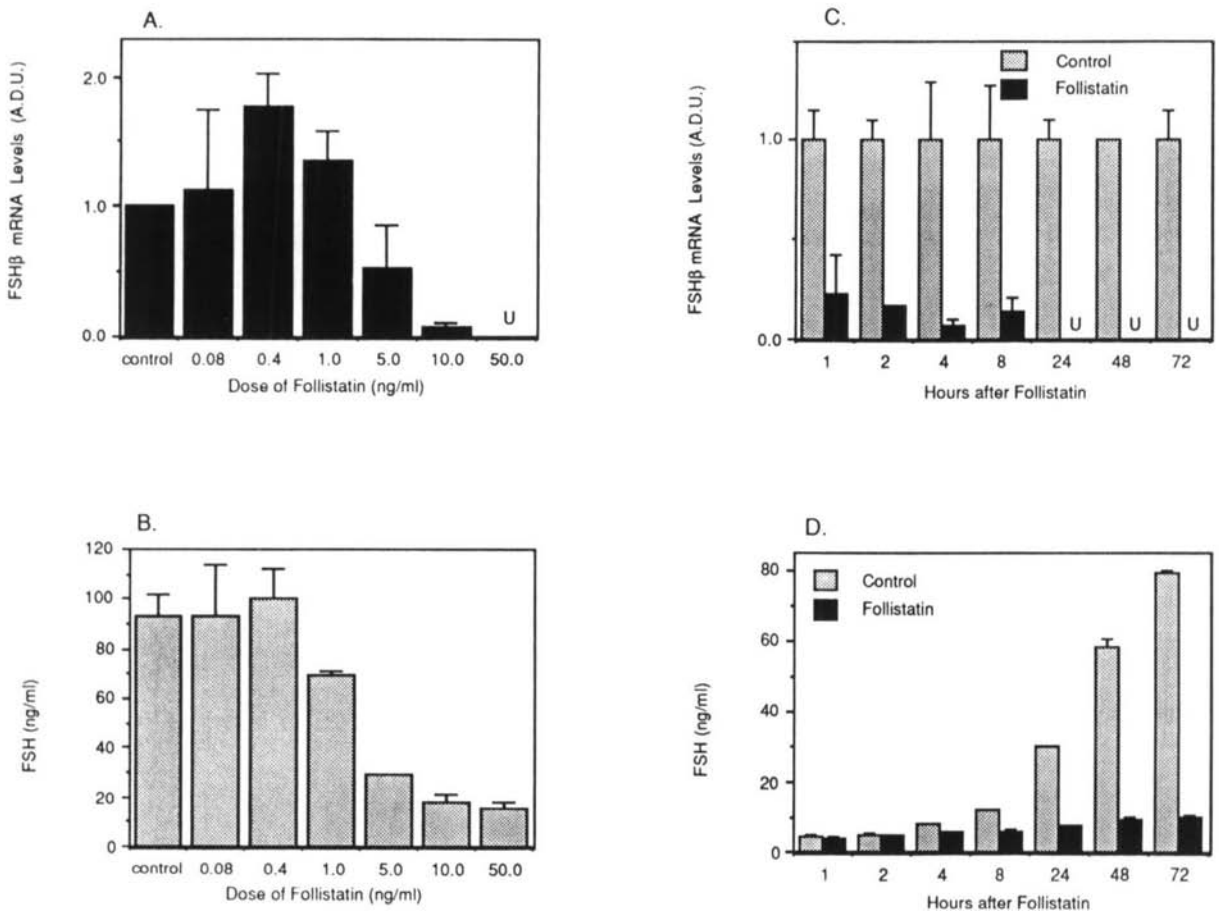 A.
FSHβ mRNA Levels (A.D.U.)
2.0
1.0
0.0
U
control 0.08 0.4 1.0 5.0 10.0 50.0
Dose of Follistatin (ng/ml)
B.
FSH (ng/ml)
120
100
80
60
40
20
0
control 0.08 0.4 1.0 5.0 10.0 50.0
Dose of Follistatin (ng/ml)
C.
Control
Follistatin
FSHβ mRNA Levels (A.D.U.)
1.0
0.0
U U U
1 2 4 8 24 48 72
Hours after Follistatin
D.
Control
Follistatin
FSH (ng/ml)
80
60
40
20
0
1 2 4 8 24 48 72
Hours after Follistatin